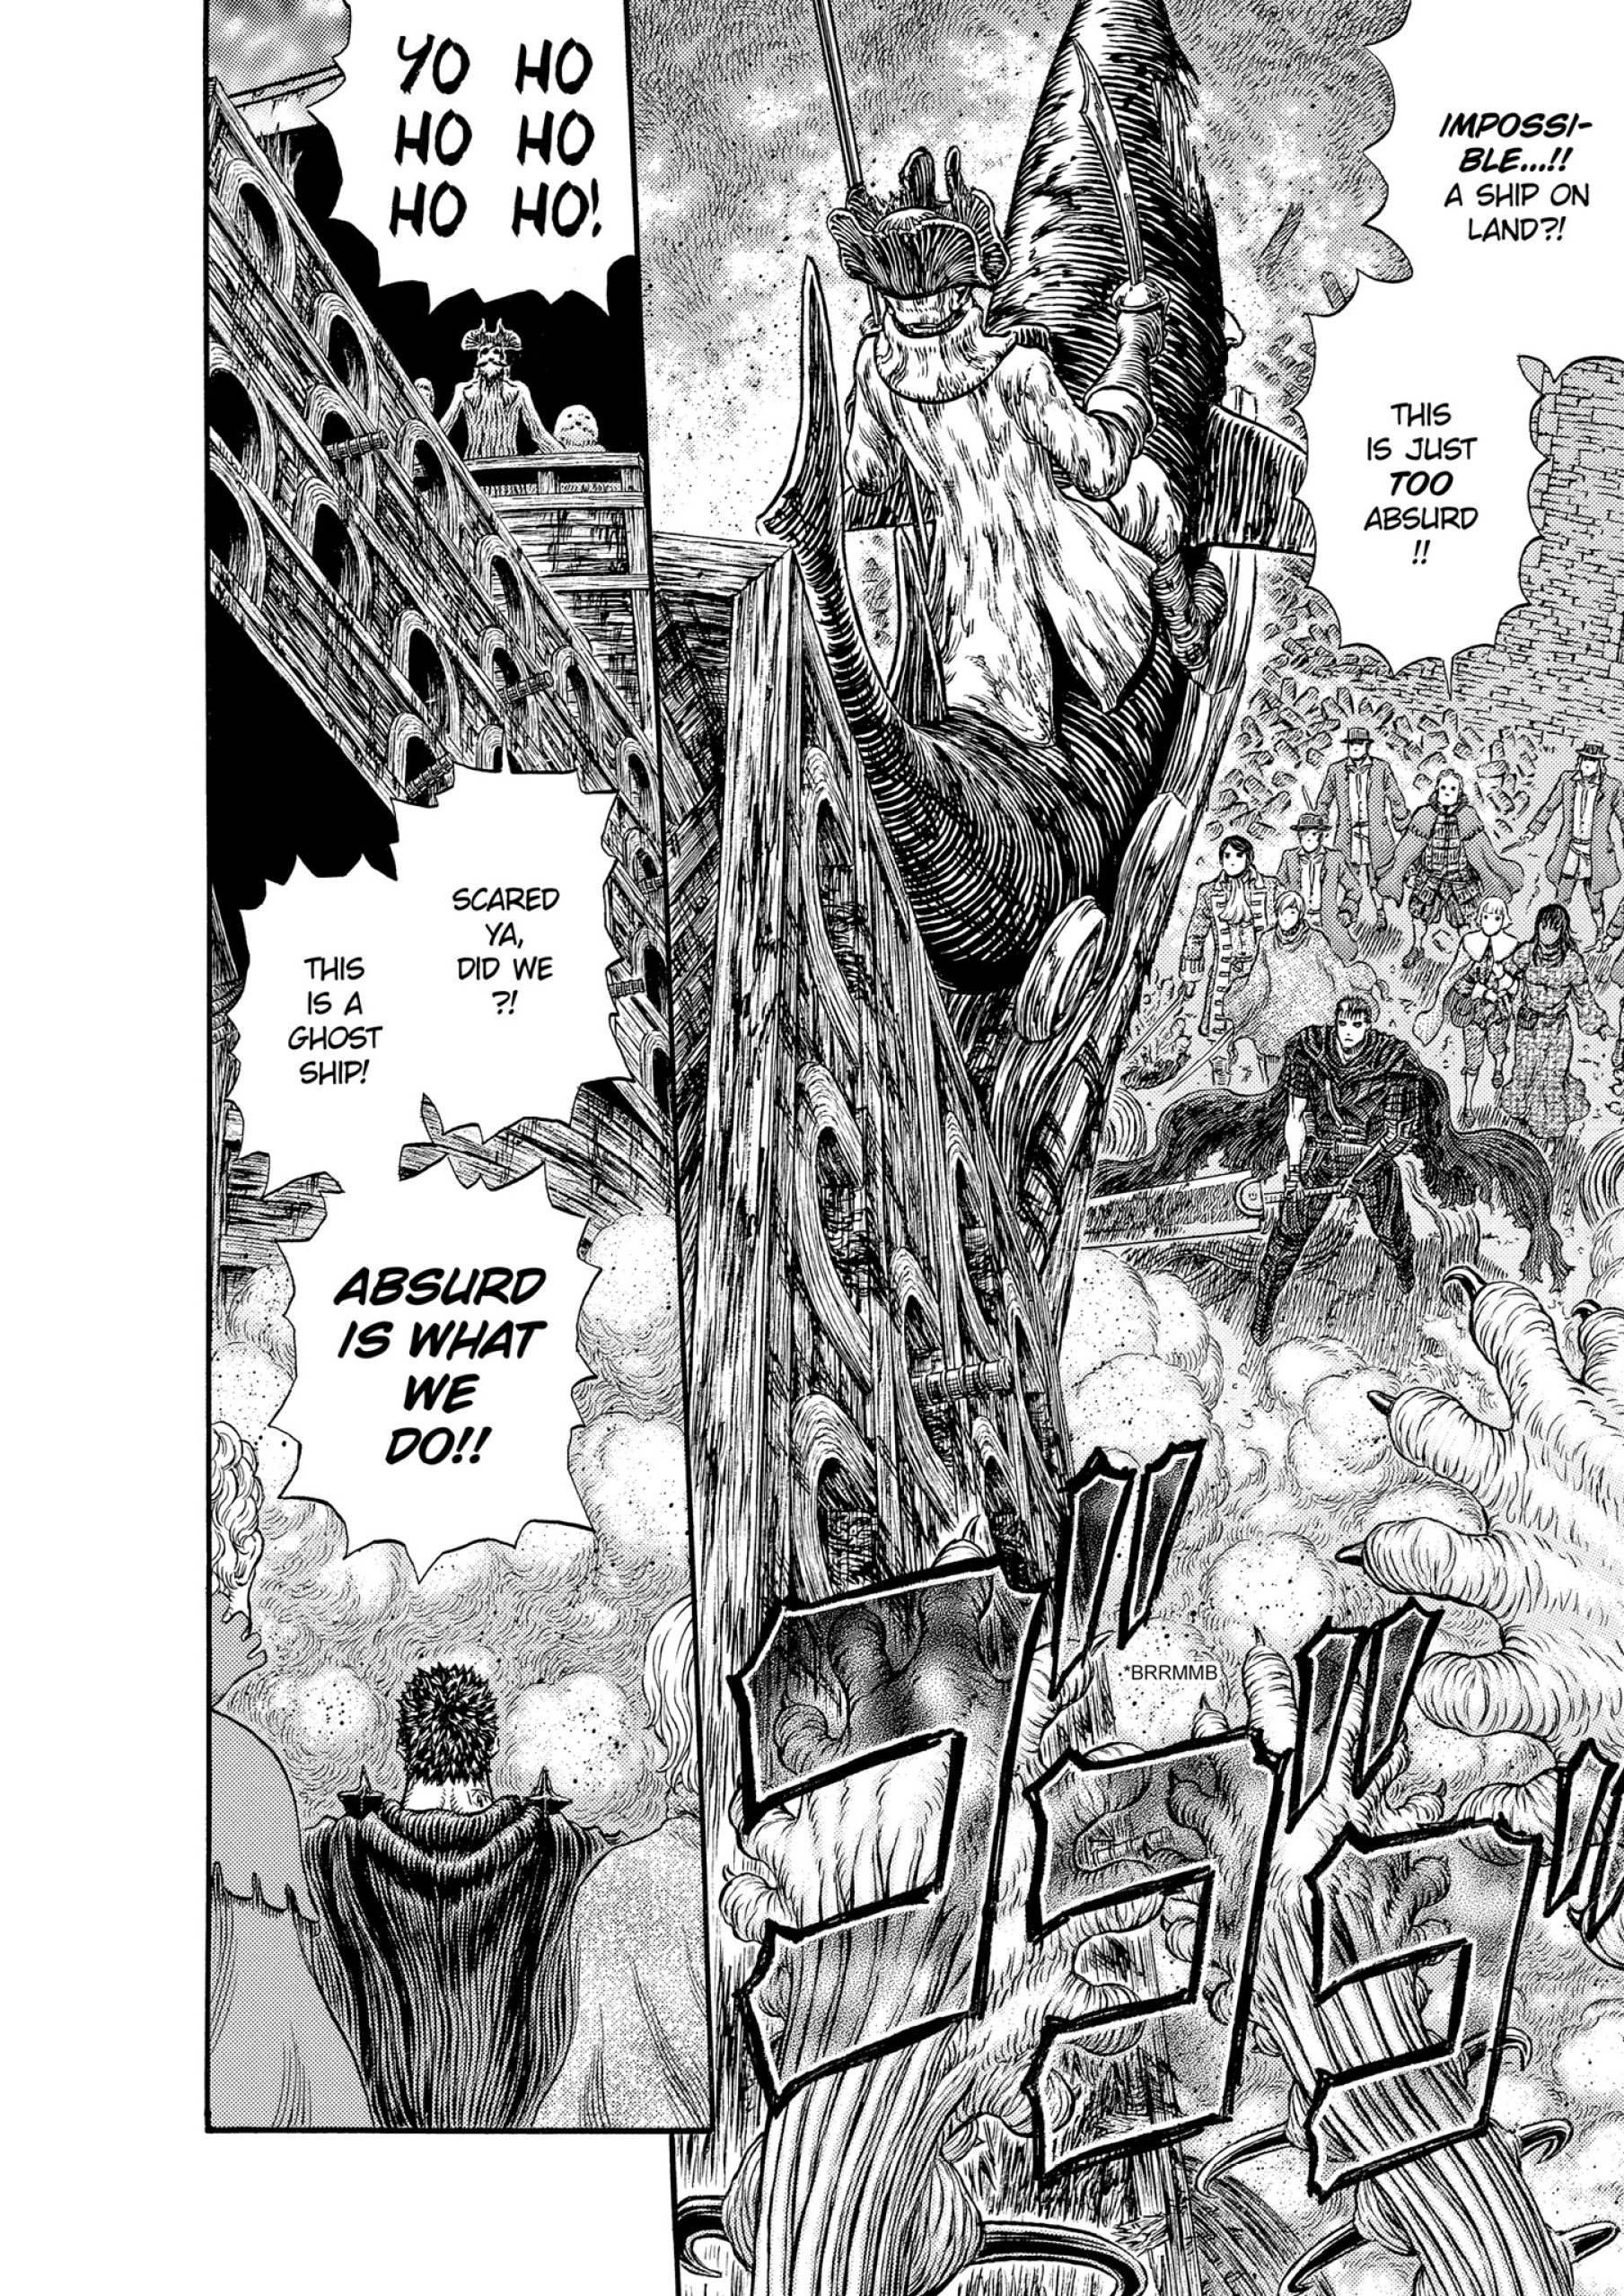 IMPOSSI-
BLE...!!
A SHIP ON
LAND?!
THIS
IS JUST
TOO
ABSURD
!!
ゴゴゴ
*BRRMMB
YO HO
HO HO
HO HO!
SCARED
YA,
DID WE
?!
THIS
IS A
GHOST
SHIP!
ABSURD
IS WHAT
WE
DO!!